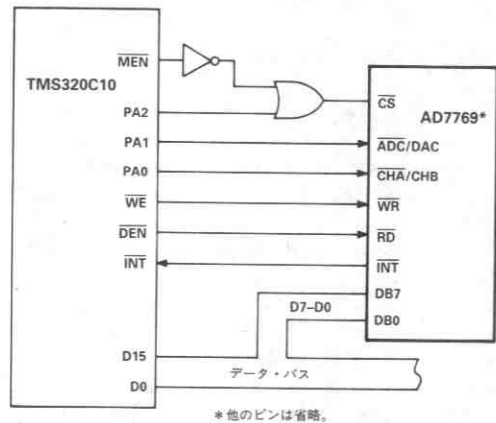 MEN
TMS320C10
PA2
PA1
PA0
WE
DEN
INT
D15
D0
CS
AD7769*
ADC/DAC
CHA/CHB
WR
RD
INT
DB7
DB0
D7–D0
データ・バス
*他のピンは省略。